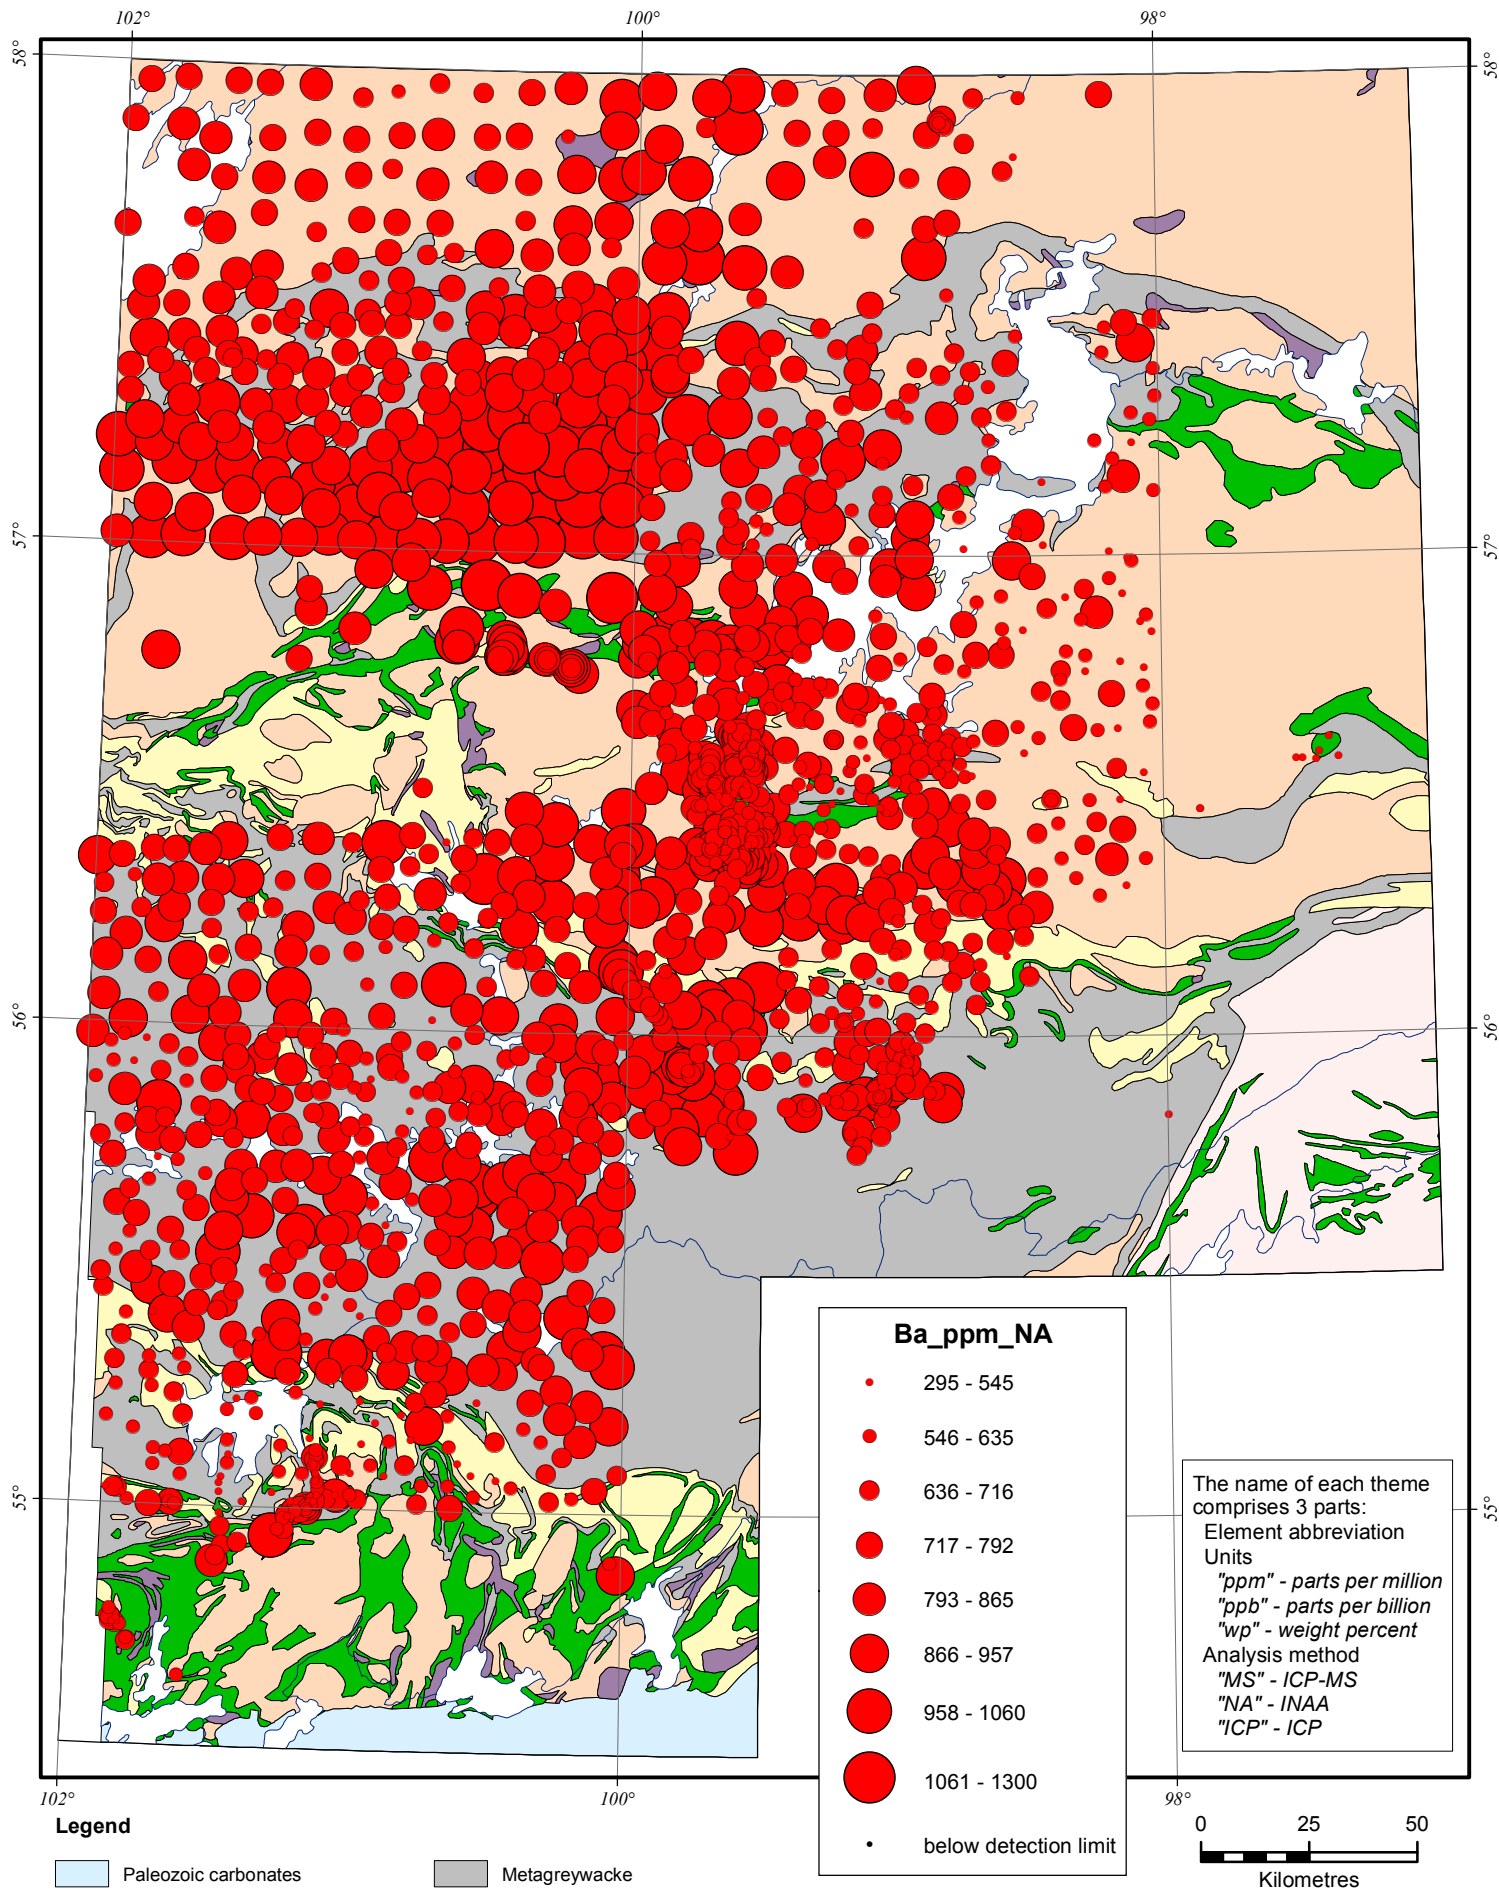 102°
100°
98°
58°
58°
57°
57°
56°
56°
55°
55°
Ba_ppm_NA
295 - 545
546 - 635
636 - 716
717 - 792
793 - 865
866 - 957
958 - 1060
1061 - 1300
below detection limit
The name of each theme
comprises 3 parts:
Element abbreviation
Units
"ppm" - parts per million
"ppb" - parts per billion
"wp" - weight percent
Analysis method
"MS" - ICP-MS
"NA" - INAA
"ICP" - ICP
102°
100°
98°
Legend
Paleozoic carbonates
Metagreywacke
0 25 50
Kilometres